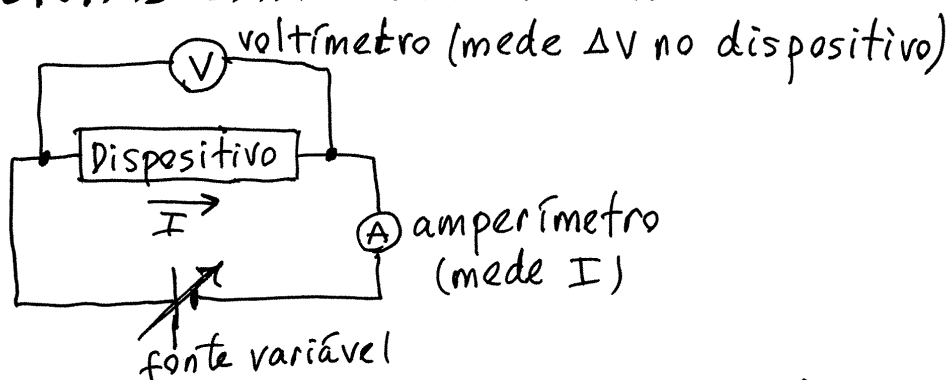 voltímetro (mede ΔV no dispositivo)
V
Dispositivo
I
A
amperímetro
(mede I)
fonte variável